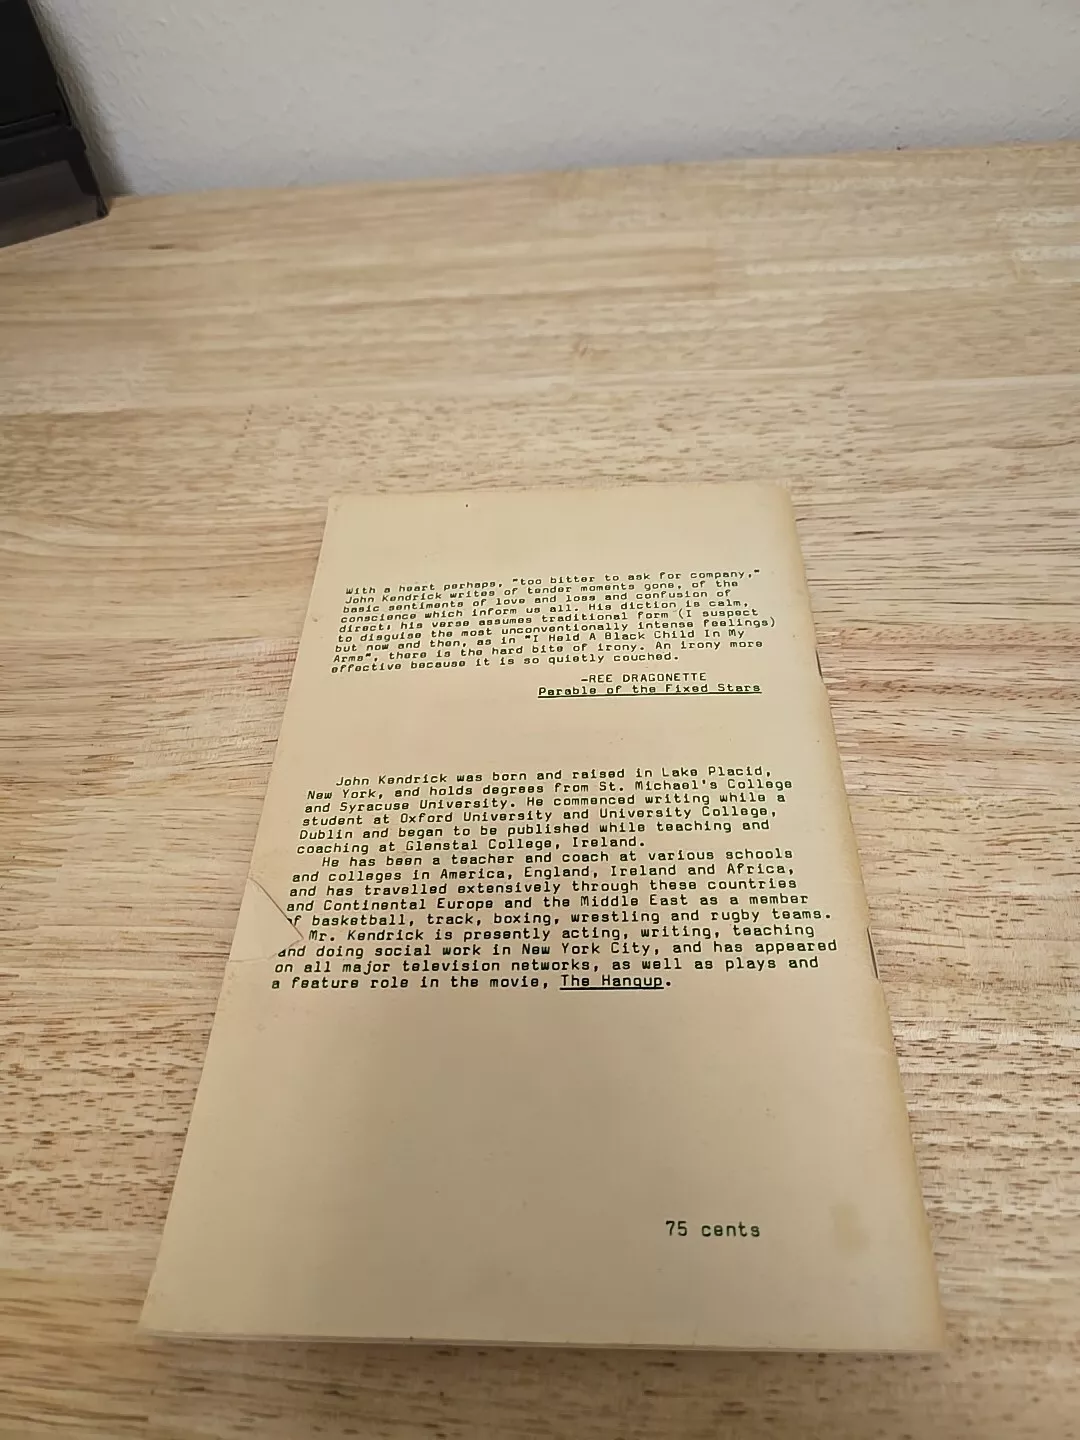 With a heart perhaps, "too bitter to ask for company,"
John Kendrick writes of tender moments gone, of the
basic sentiments of love and loss and confusion of
conscience which inform us all. His diction is calm,
direct; his verse assumes traditional form (I suspect
to disguise the most unconventionally intense feelings)
but now and then, as in "I Held A Black Child In My
Arms", there is the hard bite of irony. An irony more
effective because it is so quietly couched.
-REE DRAGONETTE
Parable of the Fixed Stars
John Kendrick was born and raised in Lake Placid,
New York, and holds degrees from St. Michael's College
and Syracuse University. He commenced writing while a
student at Oxford University and University College,
Dublin and began to be published while teaching and
coaching at Glenstal College, Ireland.
He has been a teacher and coach at various schools
and colleges in America, England, Ireland and Africa,
and has travelled extensively through these countries
and Continental Europe and the Middle East as a member
of basketball, track, boxing, wrestling and rugby teams.
Mr. Kendrick is presently acting, writing, teaching
and doing social work in New York City, and has appeared
on all major television networks, as well as plays and
a feature role in the movie, The Hangup.
75 cents